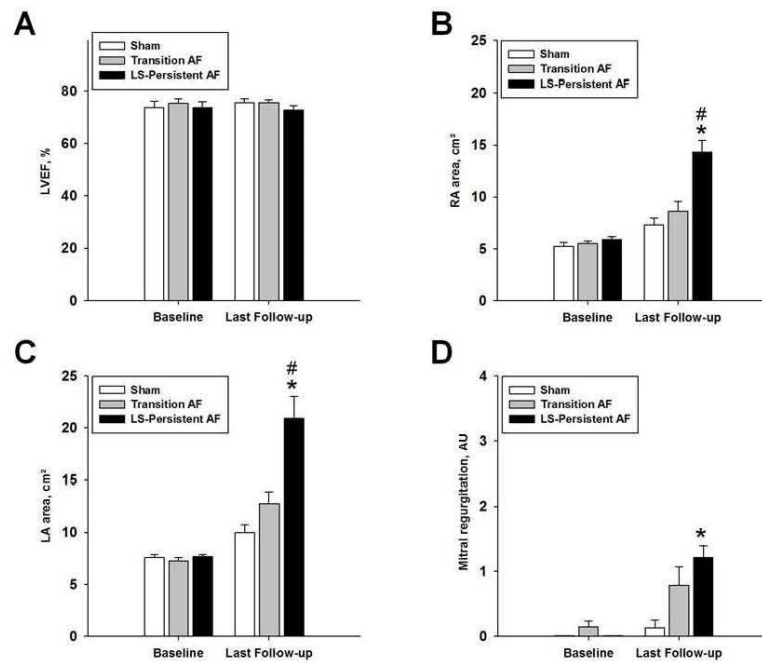 A
Sham
Transition AF
LS-Persistent AF
LVEF, %
80
60
40
20
0
Baseline
Last Follow-up
B
Sham
Transition AF
LS-Persistent AF
RA area, cm²
25
20
15
10
5
0
#
*
Baseline
Last Follow-up
C
Sham
Transition AF
LS-Persistent AF
LA area, cm²
25
20
15
10
5
0
#
*
Baseline
Last Follow-up
D
Sham
Transition AF
LS-Persistent AF
Mitral regurgitation, AU
4
3
2
1
0
*
Baseline
Last Follow-up